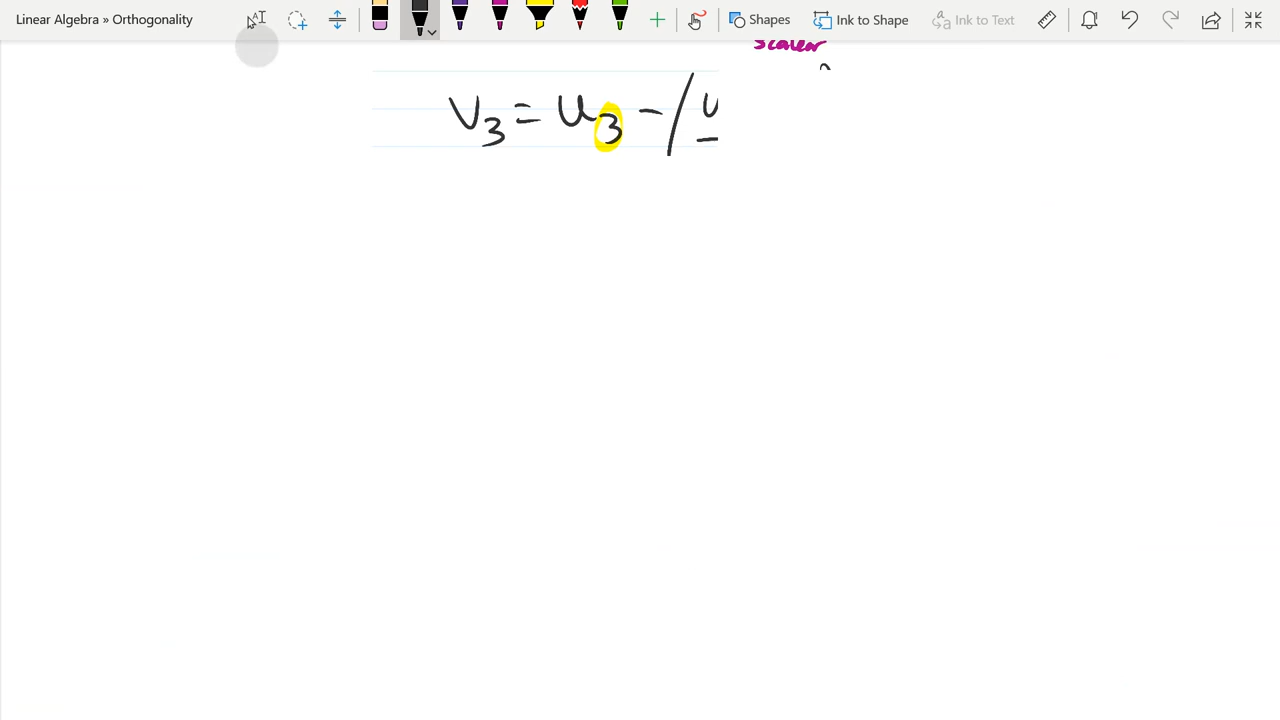 Linear Algebra » Orthogonality
Shapes
Ink to Shape
Ink to Text
scalar
V3 = U3 - (